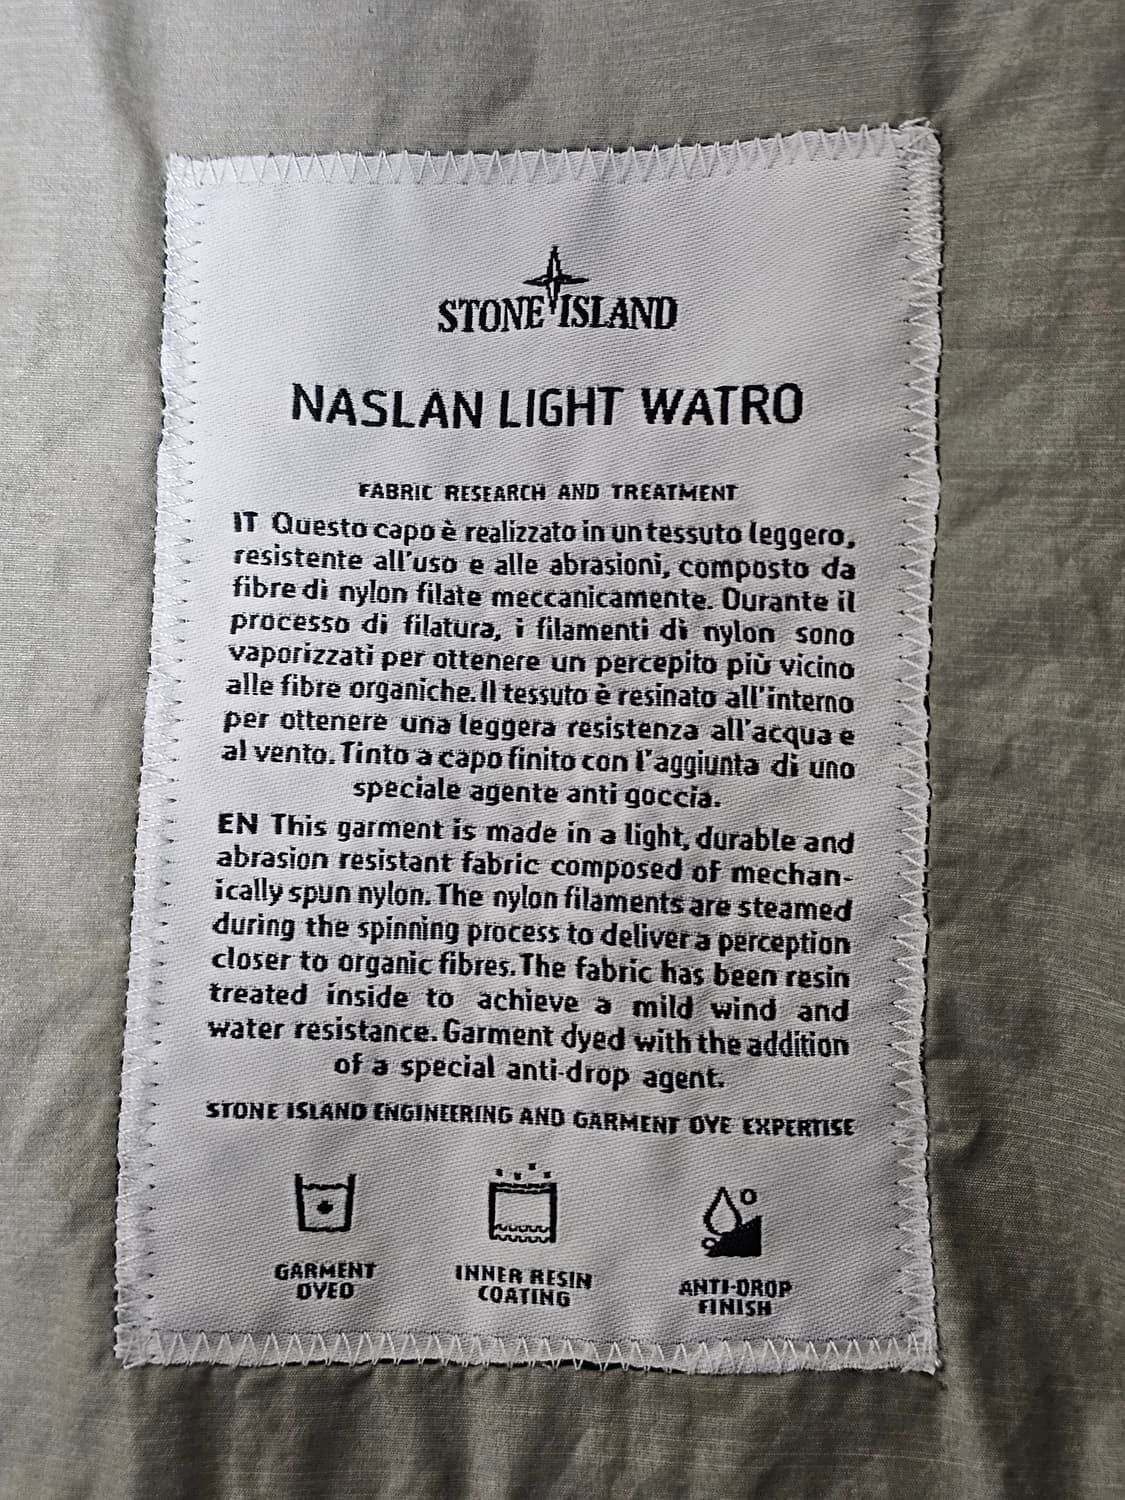 STONE ISLAND
NASLAN LIGHT WATRO
FABRIC RESEARCH AND TREATMENT
IT Questo capo è realizzato in un tessuto leggero,
resistente all'uso e alle abrasioni, composto da
fibre di nylon filate meccanicamente. Durante il
processo di filatura, i filamenti di nylon sono
vaporizzati per ottenere un percepito più vicino
alle fibre organiche. Il tessuto è resinato all'interno
per ottenere una leggera resistenza all'acqua e
al vento. Tinto a capo finito con l'aggiunta di uno
speciale agente anti goccia.
EN This garment is made in a light, durable and
abrasion resistant fabric composed of mechan-
ically spun nylon. The nylon filaments are steamed
during the spinning process to deliver a perception
closer to organic fibres. The fabric has been resin
treated inside to achieve a mild wind and
water resistance. Garment dyed with the addition
of a special anti-drop agent.
STONE ISLAND ENGINEERING AND GARMENT DYE EXPERTISE
GARMENT
DYED
INNER RESIN
COATING
ANTI-DROP
FINISH